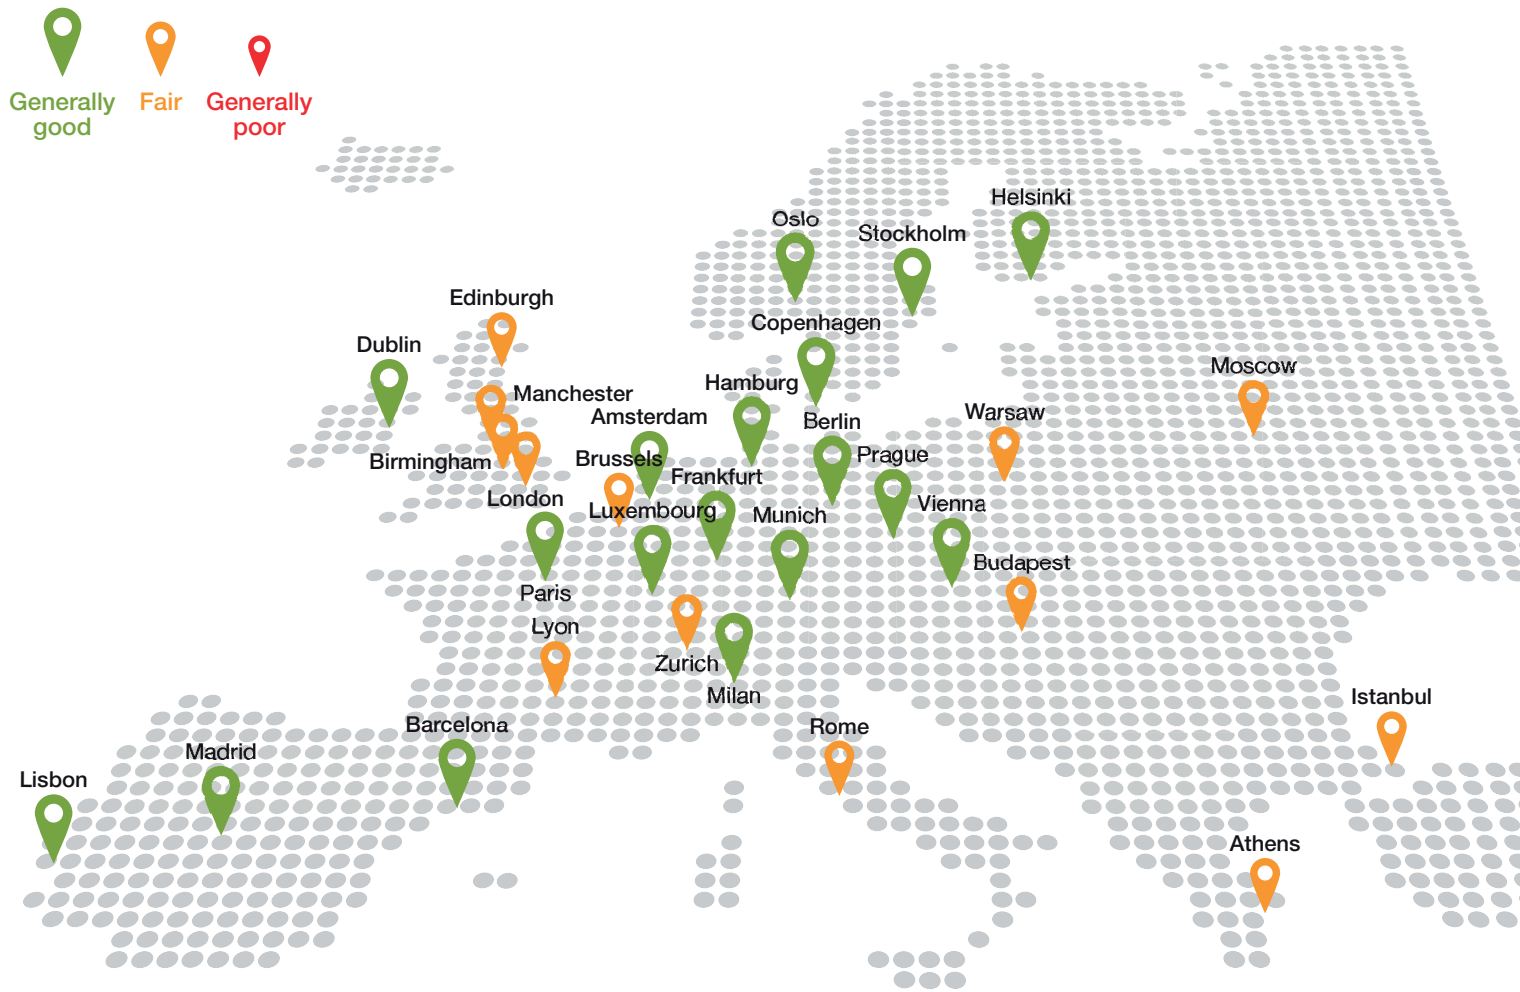 Generally
good
Fair
Generally
poor
Helsinki
Oslo
Stockholm
Edinburgh
Copenhagen
Dublin
Moscow
Hamburg
Manchester
Amsterdam
Warsaw
Berlin
Prague
Birmingham
Brussels
Frankfurt
London
Luxembourg
Munich
Vienna
Budapest
Paris
Lyon
Zurich
Milan
Istanbul
Barcelona
Rome
Madrid
Lisbon
Athens